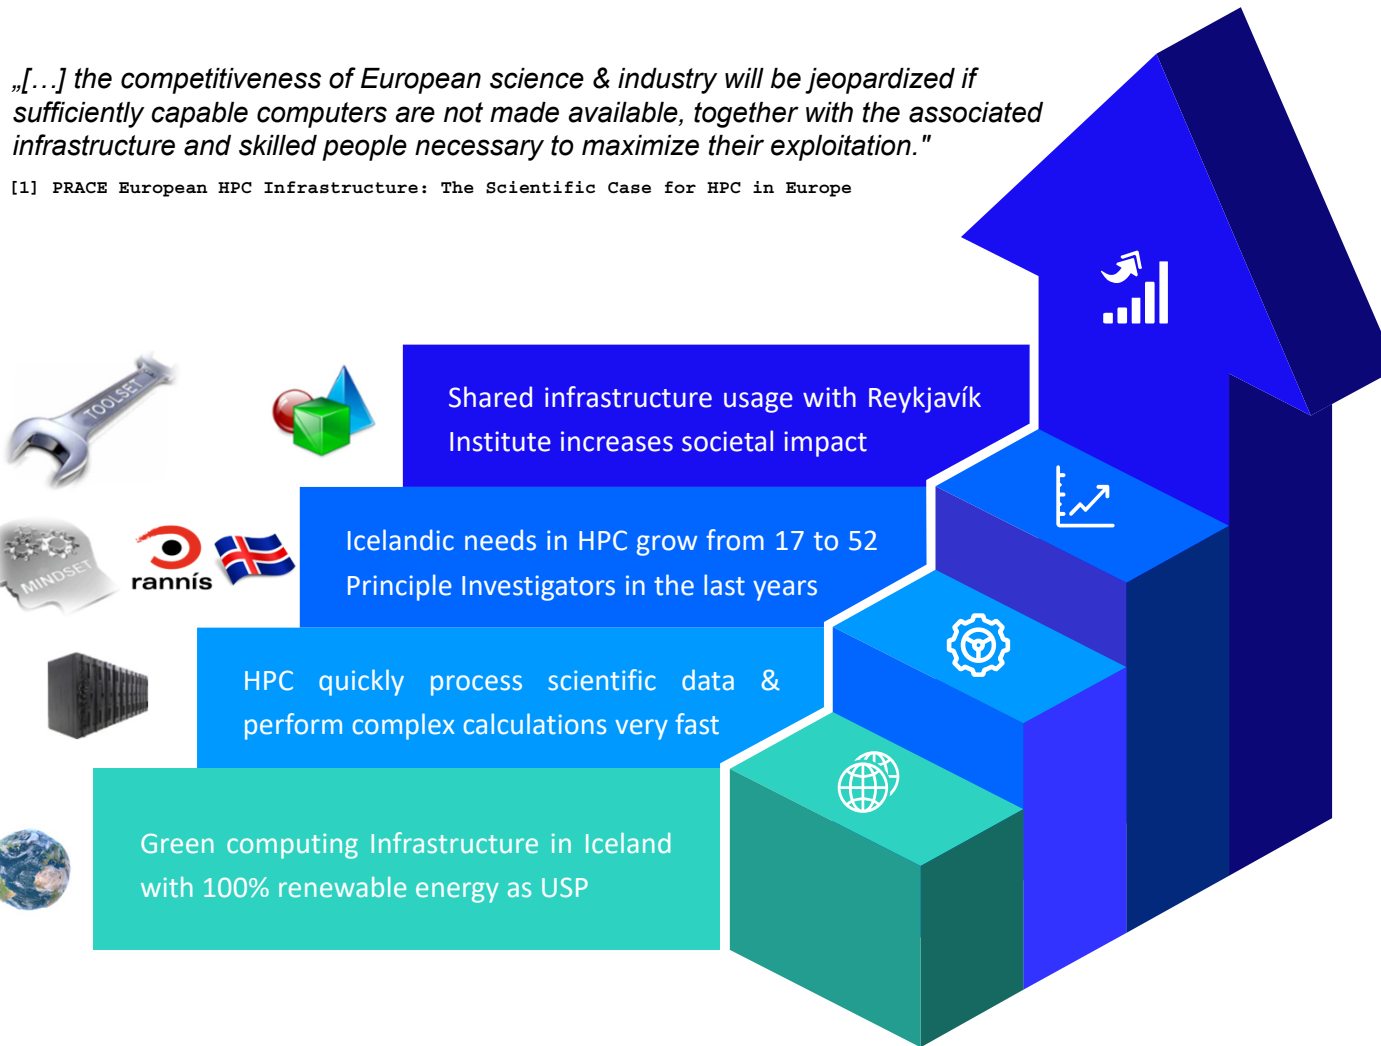 „[…] the competitiveness of European science & industry will be jeopardized if
sufficiently capable computers are not made available, together with the associated
infrastructure and skilled people necessary to maximize their exploitation."
[1] PRACE European HPC Infrastructure: The Scientific Case for HPC in Europe
TOOLSET
Shared infrastructure usage with Reykjavík
Institute increases societal impact
MINDSET
rannís
Icelandic needs in HPC grow from 17 to 52
Principle Investigators in the last years
HPC quickly process scientific data &
perform complex calculations very fast
Green computing Infrastructure in Iceland
with 100% renewable energy as USP